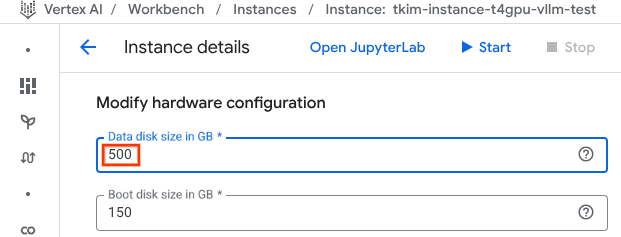 Vertex AI / Workbench / Instances / Instance: tkim-instance-t4gpu-vllm-test
Instance details Open JupyterLab Start Stop
Modify hardware configuration
Data disk size in GB *
500
Boot disk size in GB *
150